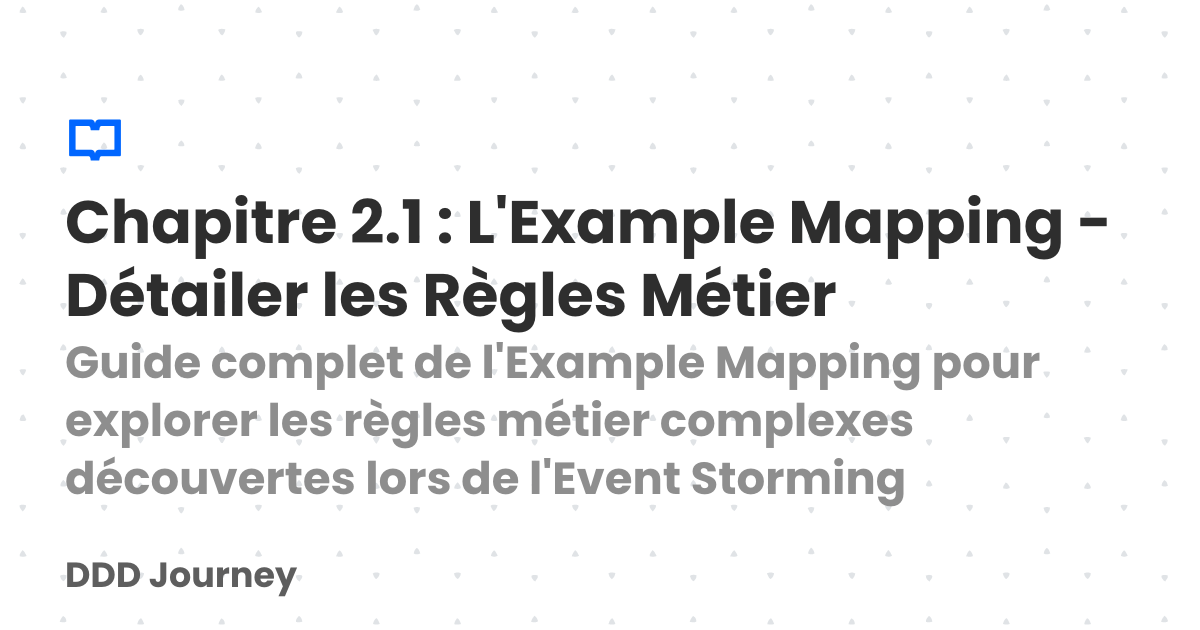 Chapitre 2.1 : L'Example Mapping -
Détailer les Règles Métier
Guide complet de l'Example Mapping pour
explorer les règles métier complexes
découvertes lors de l'Event Storming
DDD Journey